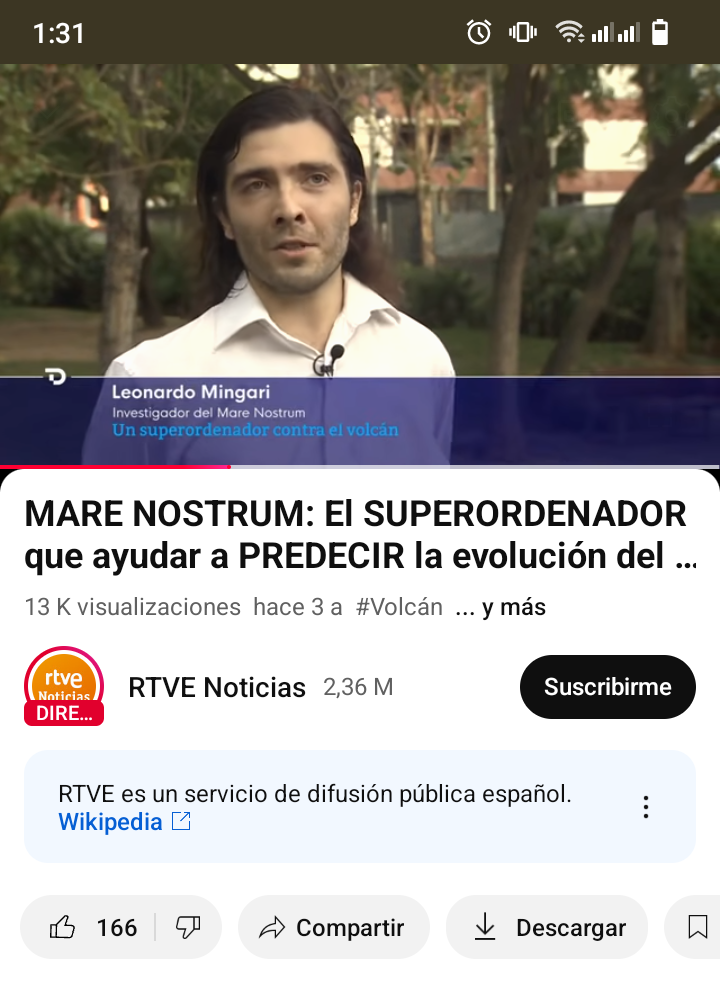 1:31
Leonardo Mingari
Investigador del Mare Nostrum
Un superordenador contra el volcán
MARE NOSTRUM: El SUPERORDENADOR
que ayudar a PREDECIR la evolución del ...
13 K visualizaciones hace 3 a #Volcán ... y más
rtve
Noticias
DIRE...
RTVE Noticias 2,36 M
Suscribirme
RTVE es un servicio de difusión pública español.
Wikipedia
166
Compartir
Descargar